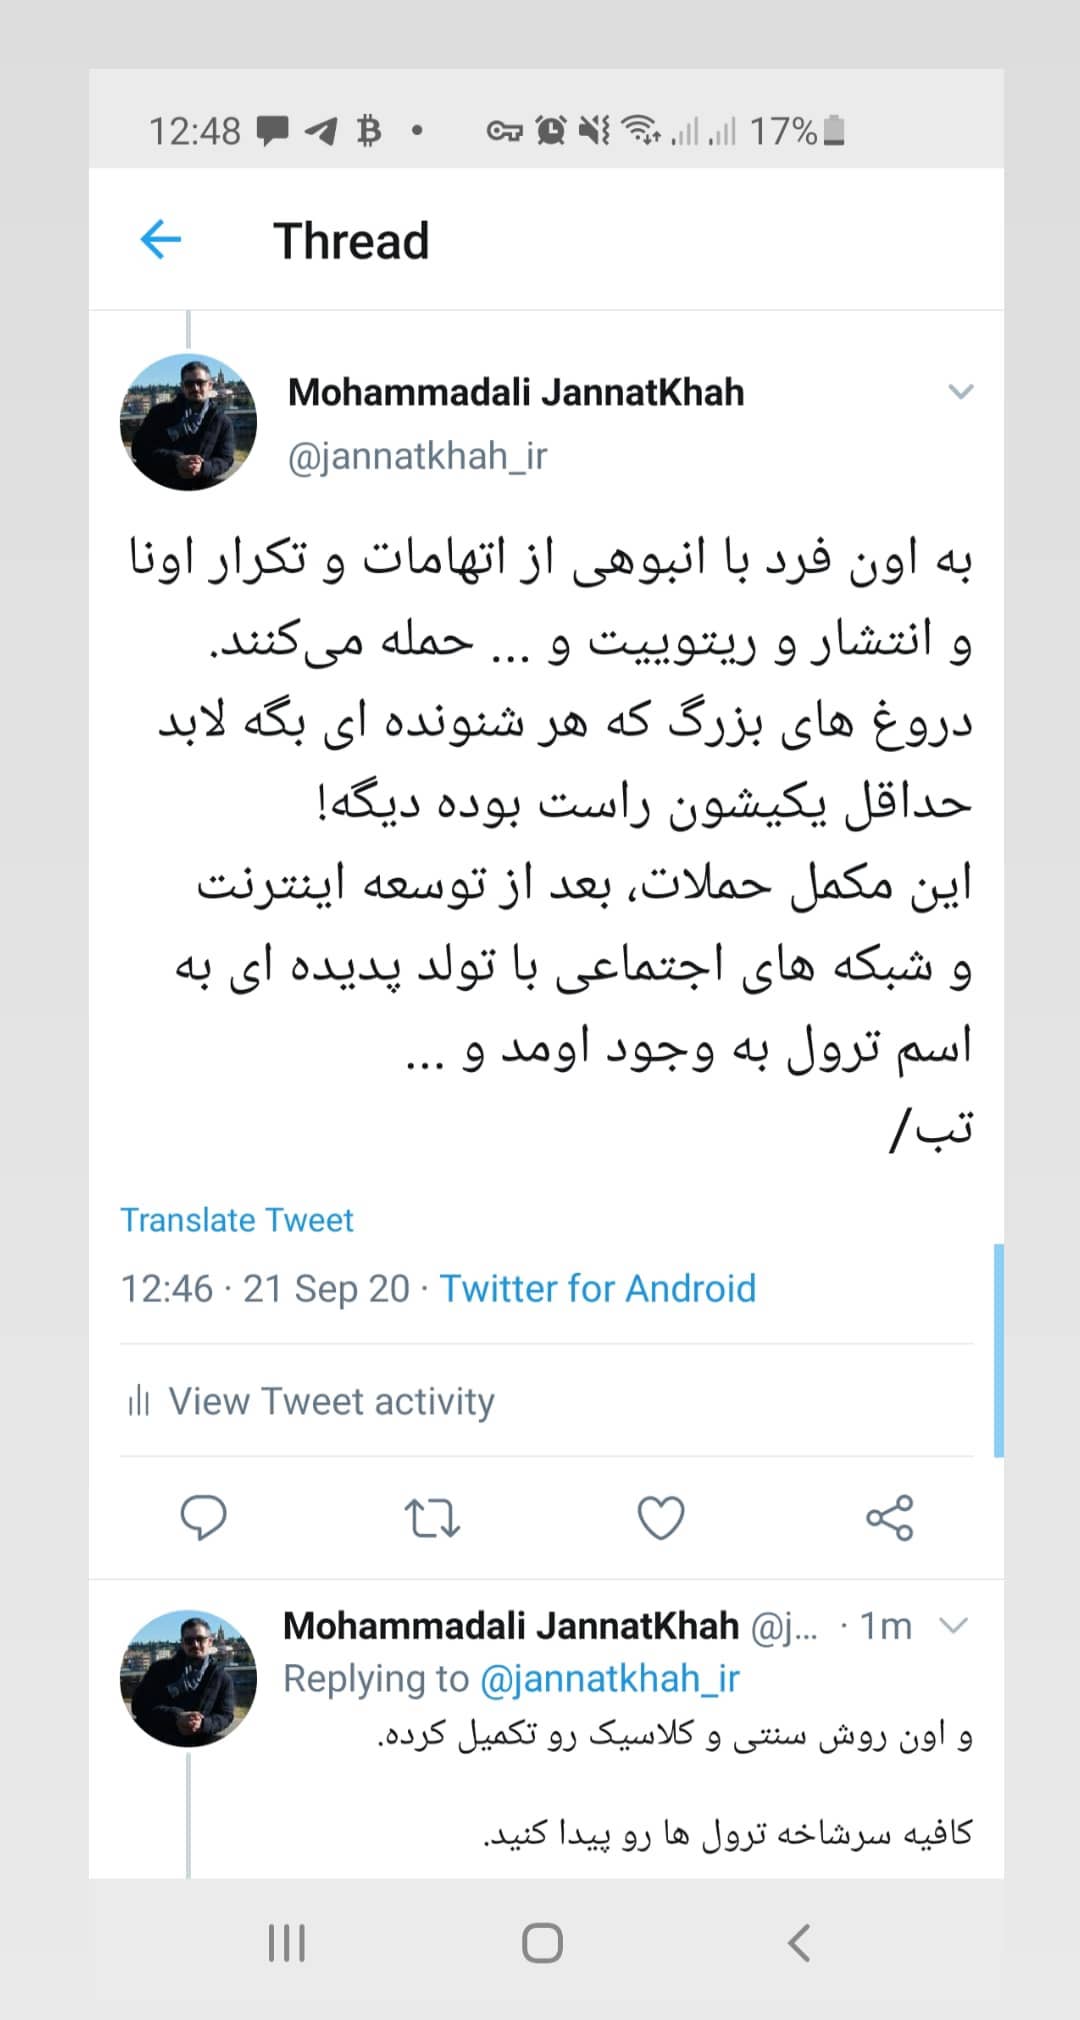 12:48
17%
Thread
Mohammadali JannatKhah
@jannatkhah_ir
به اون فرد با انبوهی از اتهامات و تکرار اونا
و انتشار و ریتوییت و ... حمله می‌کنند.
دروغ های بزرگ که هر شنونده ای بگه لابد
حداقل یکیشون راست بوده دیگه!
این مکمل حملات، بعد از توسعه اینترنت
و شبکه های اجتماعی با تولد پدیده ای به
اسم ترول به وجود اومد و ...
تب/
Translate Tweet
12:46 · 21 Sep 20 · Twitter for Android
View Tweet activity
Mohammadali JannatKhah @j... · 1m
Replying to @jannatkhah_ir
و اون روش سنتی و کلاسیک رو تکمیل کرده.
کافیه سرشاخه ترول ها رو پیدا کنید.